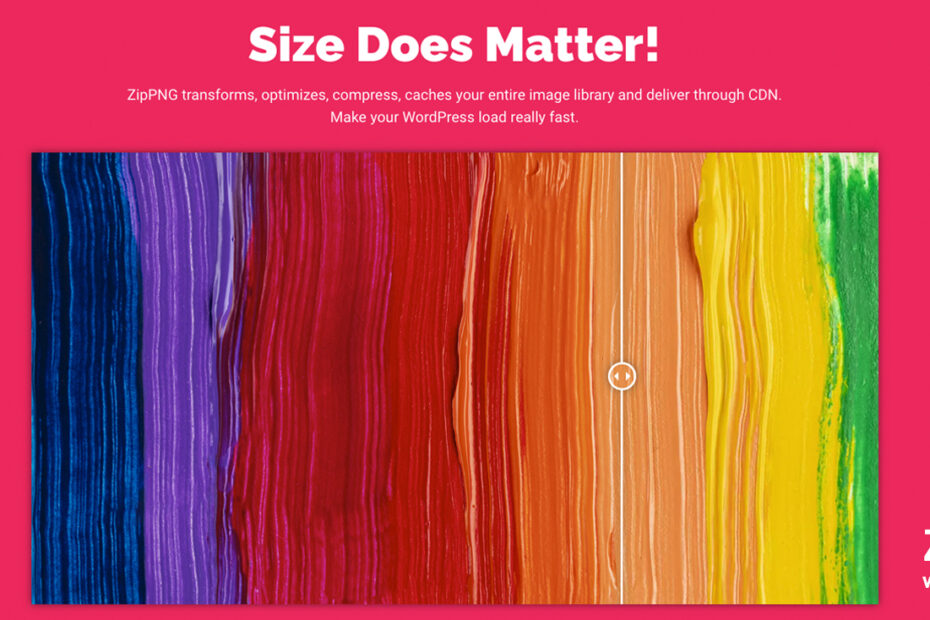 Size Does Matter!
ZipPNG transforms, optimizes, compress, caches your entire image library and deliver through CDN.
Make your WordPress load really fast.